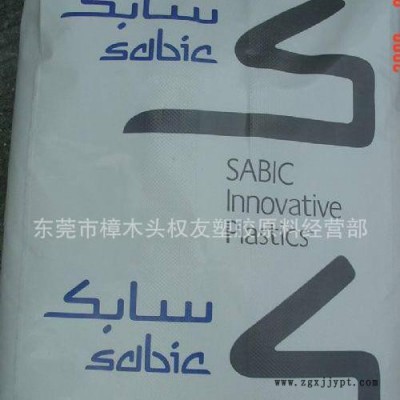 سابك
sabic
SABIC
Innovative
Plastics
东莞市樟木头权友塑胶原料经营部
سابك
sabic
www.zgxjjypt.com